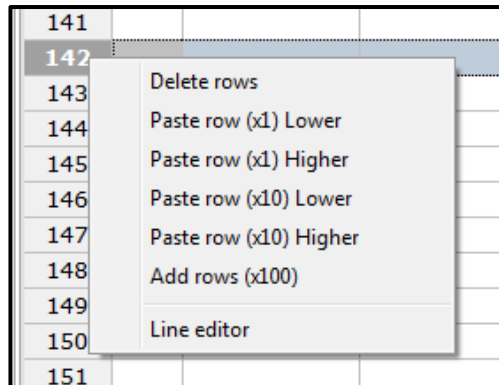 141
142
143
144
145
146
147
148
149
150
151
Delete rows
Paste row (x1) Lower
Paste row (x1) Higher
Paste row (x10) Lower
Paste row (x10) Higher
Add rows (x100)
Line editor